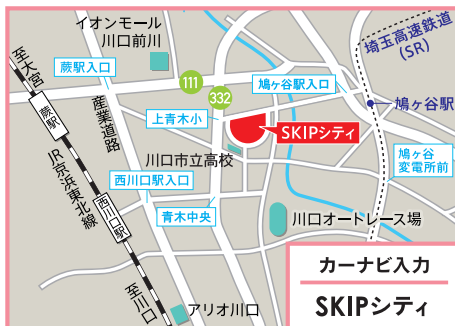 イオンモール
川口前川
埼玉高速鉄道
(SR)
至大宮
蕨駅入口
111
332
鳩ヶ谷駅入口
鳩ヶ谷駅
蕨駅
産業道路
上青木小
SKIPシティ
川口市立高校
鳩ヶ谷
変電所前
JR京浜東北線
西川口駅入口
西川口駅
青木中央
川口オートレース場
至川口
アリオ川口
カーナビ入力
SKIPシティ